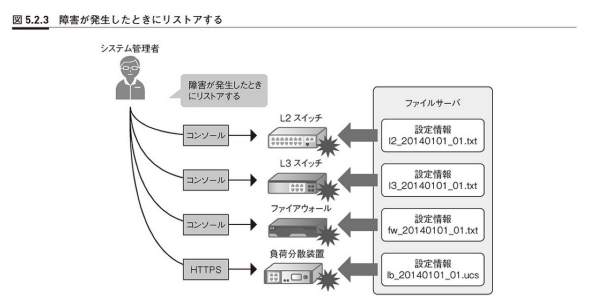 図 5.2.3 障害が発生したときにリストアする
システム管理者
障害が発生したとき
にリストアする
ファイルサーバ
コンソール
L2 スイッチ
設定情報
l2_20140101_01.txt
コンソール
L3 スイッチ
設定情報
l3_20140101_01.txt
コンソール
ファイアウォール
設定情報
fw_20140101_01.txt
HTTPS
負荷分散装置
設定情報
lb_20140101_01.ucs